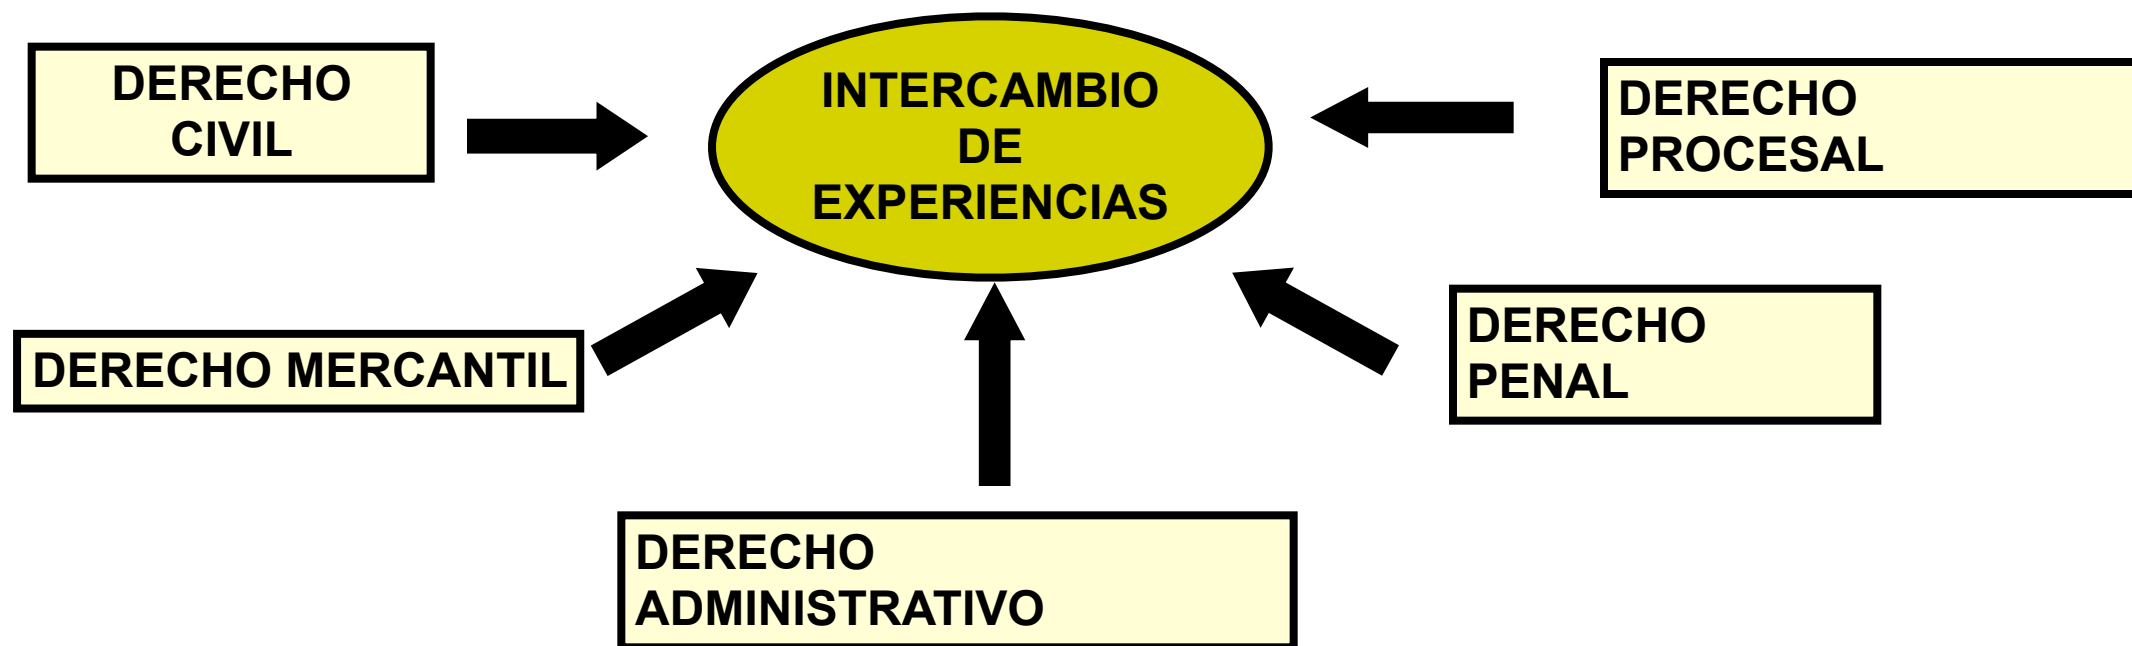 DERECHO
CIVIL
INTERCAMBIO
DE
EXPERIENCIAS
DERECHO
PROCESAL
DERECHO MERCANTIL
DERECHO
PENAL
DERECHO
ADMINISTRATIVO